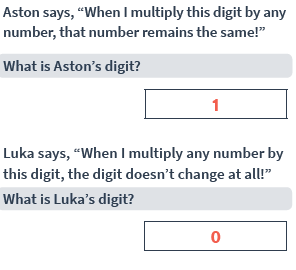 Aston says, “When I multiply this digit by any
number, that number remains the same!”
What is Aston’s digit?
1
Luka says, “When I multiply any number by
this digit, the digit doesn’t change at all!”
What is Luka’s digit?
0